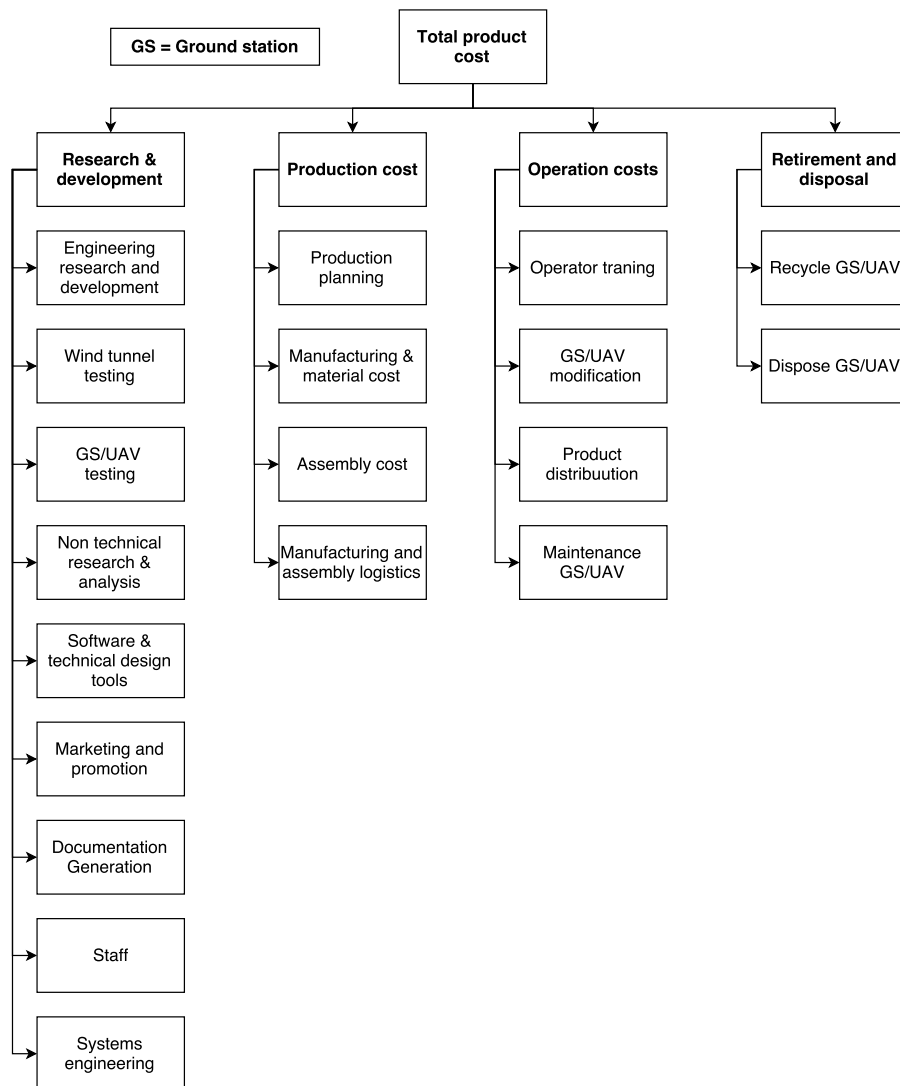 GS = Ground station
Total product
cost
Research &
development
Production cost
Operation costs
Retirement and
disposal
Engineering
research and
development
Production
planning
Operator traning
Recycle GS/UAV
Wind tunnel
testing
Manufacturing &
material cost
GS/UAV
modification
Dispose GS/UAV
GS/UAV
testing
Assembly cost
Product
distribuution
Non technical
research &
analysis
Manufacturing and
assembly logistics
Maintenance
GS/UAV
Software &
technical design
tools
Marketing and
promotion
Documentation
Generation
Staff
Systems
engineering